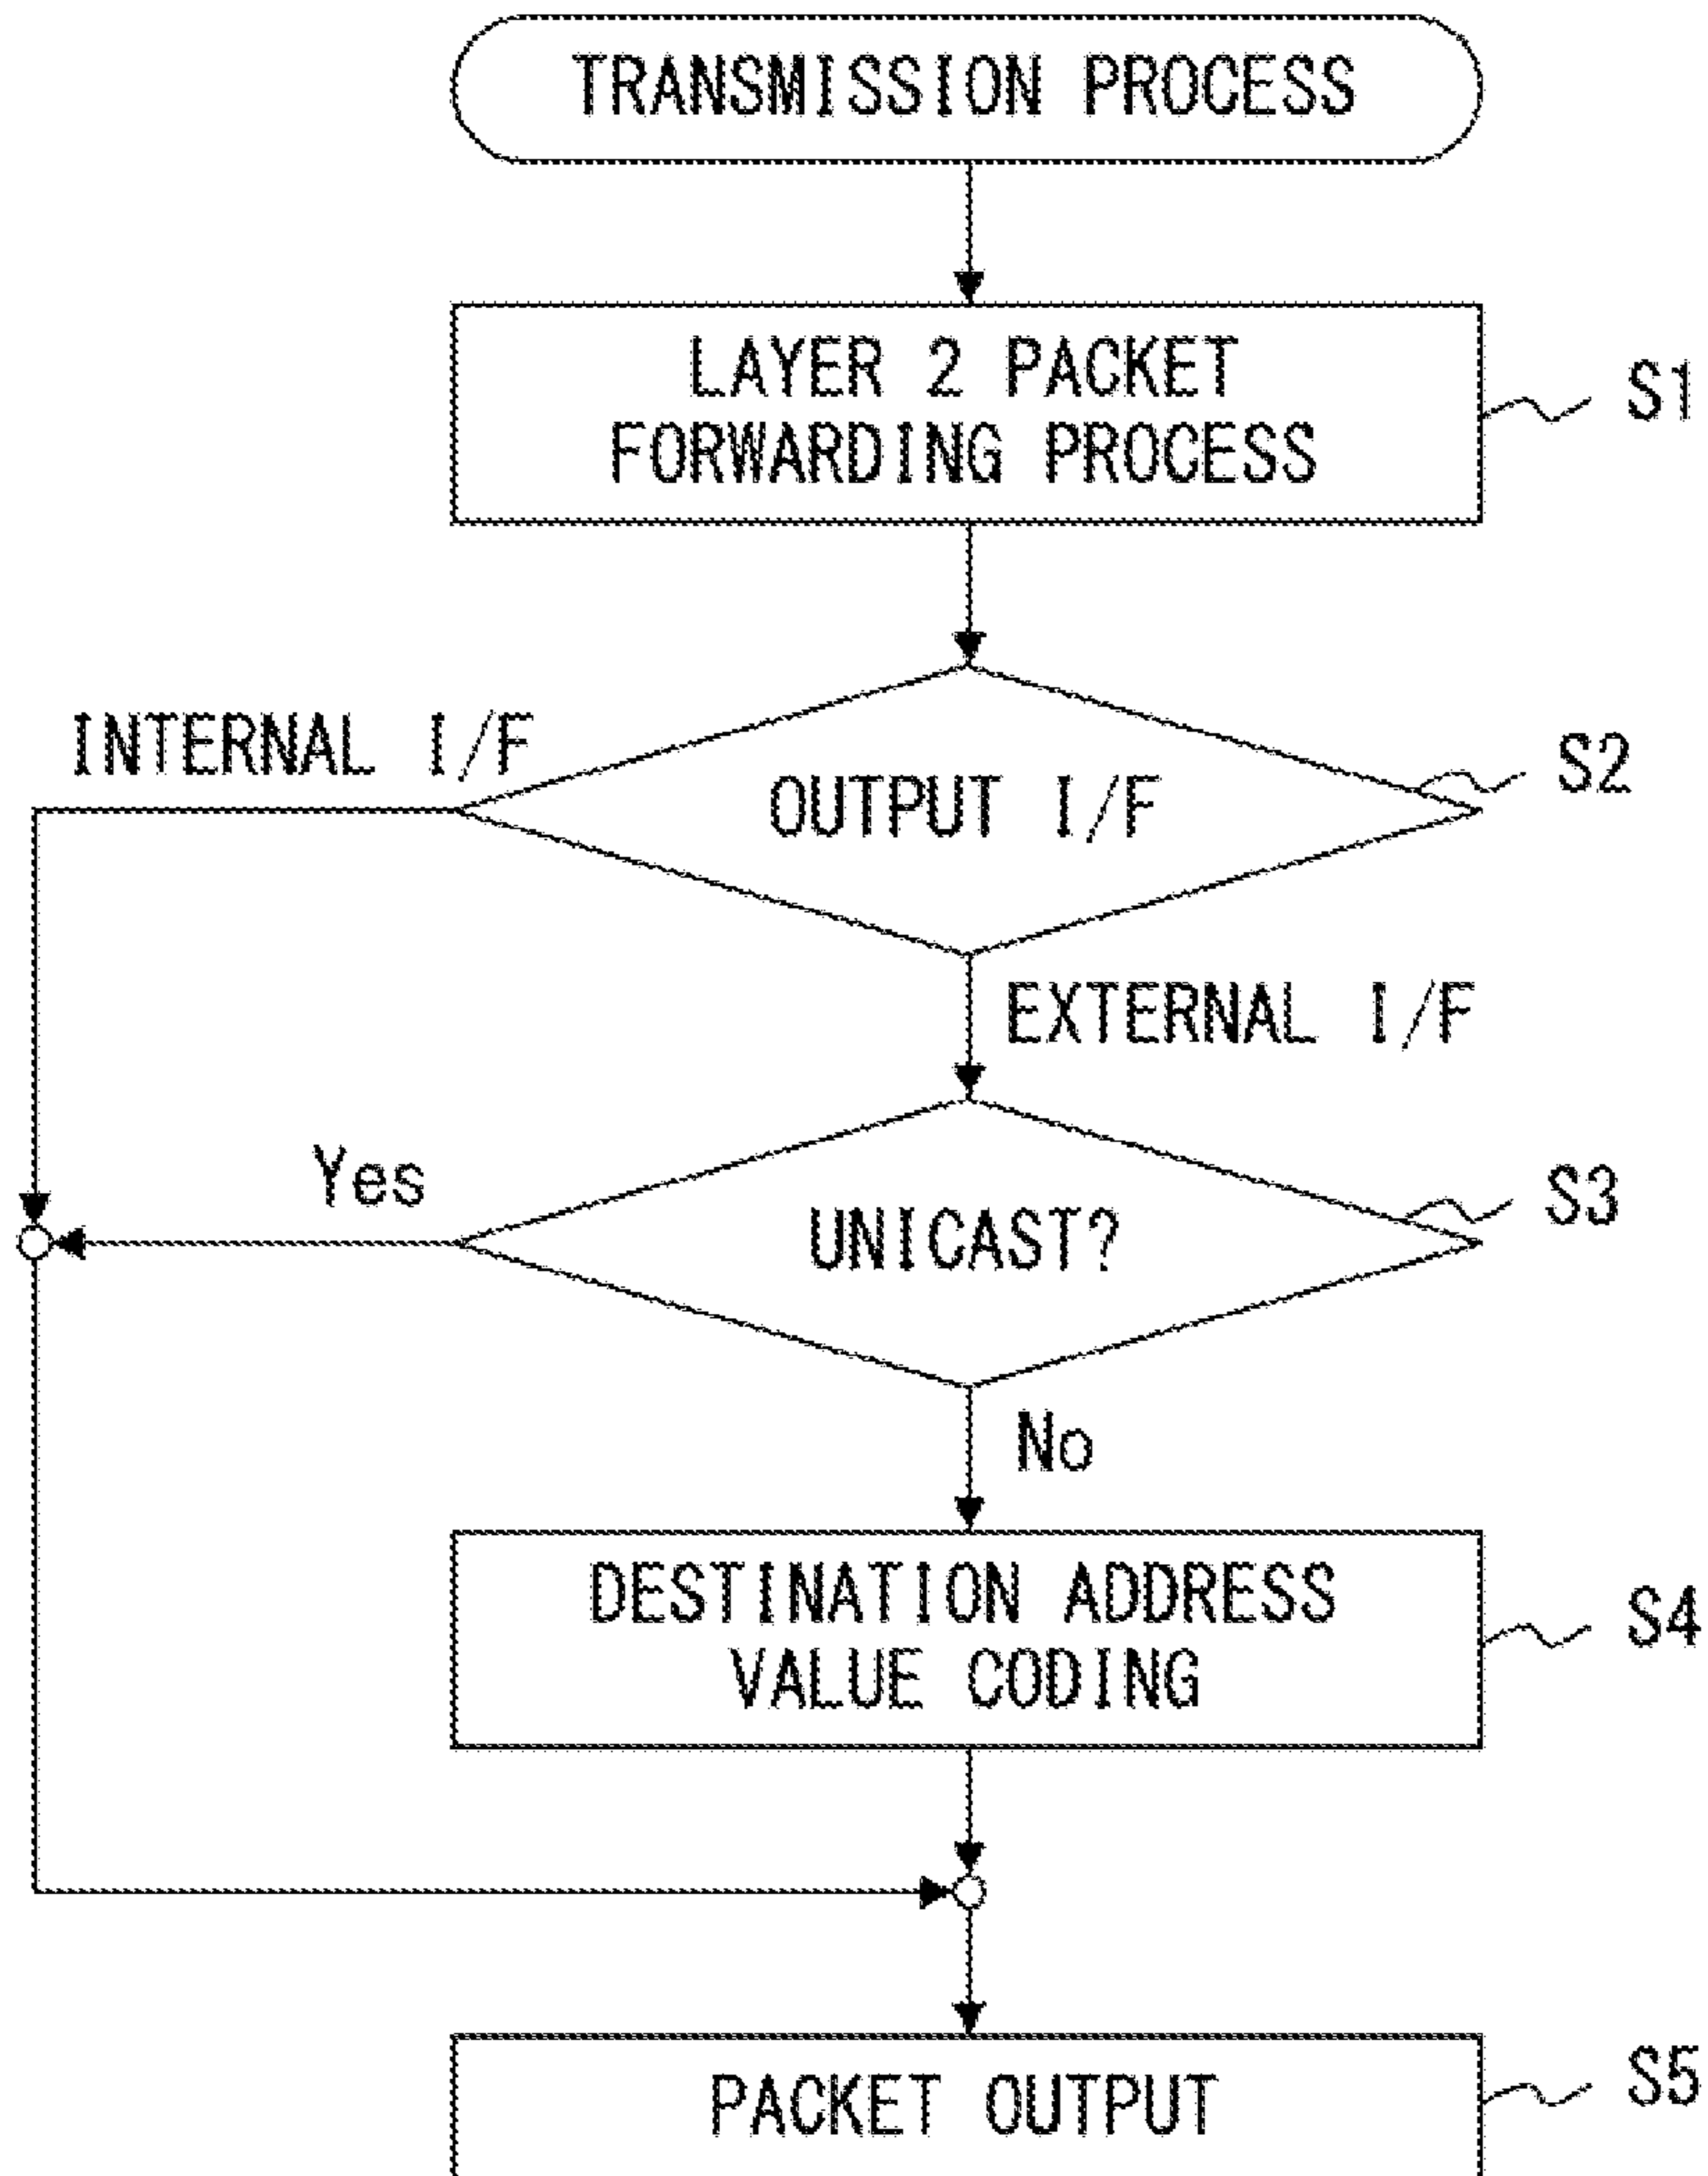 TRANSMISSION PROCESS
LAYER 2 PACKET
FORWARDING PROCESS
S1
INTERNAL I/F
OUTPUT I/F
S2
EXTERNAL I/F
Yes
UNICAST?
S3
No
DESTINATION ADDRESS
VALUE CODING
S4
PACKET OUTPUT
S5